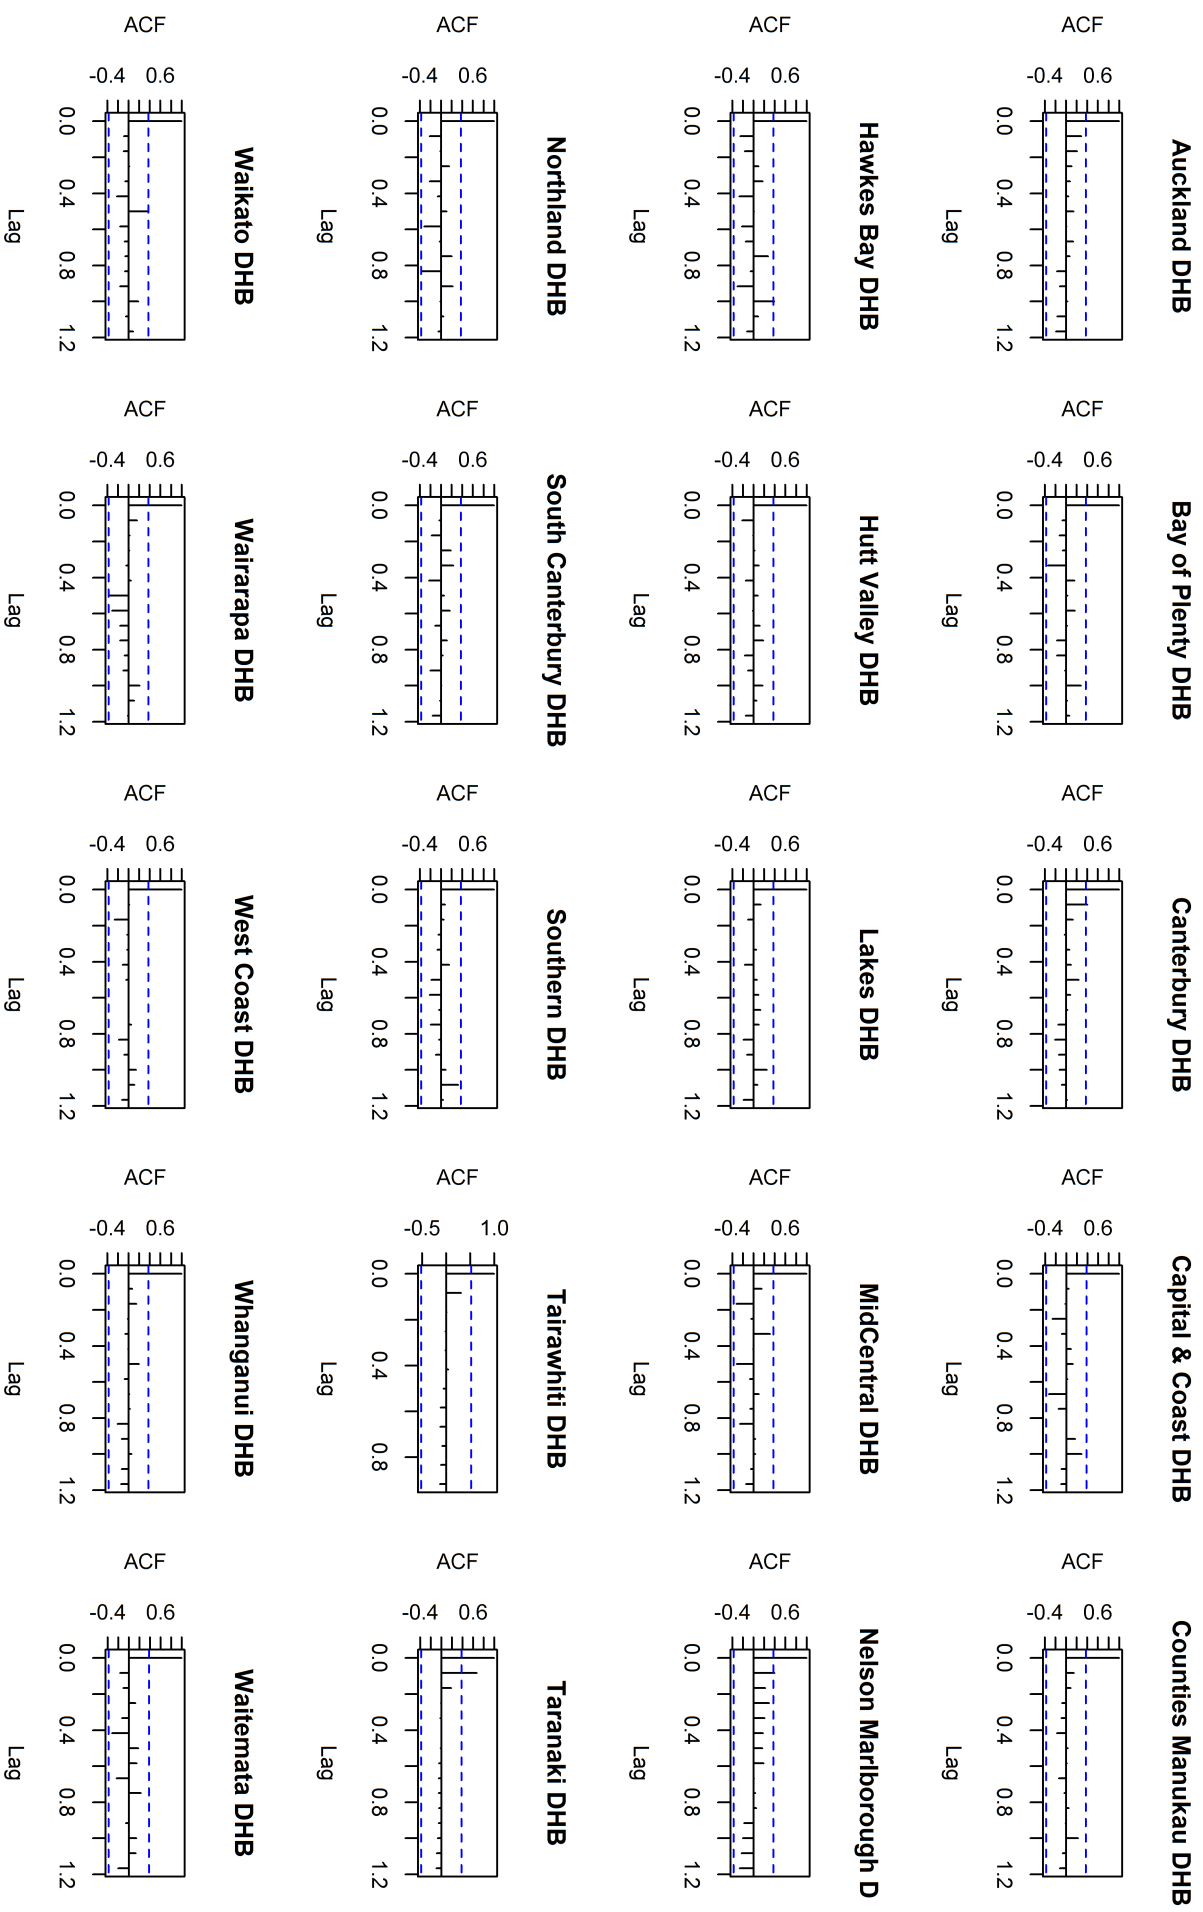 Auckland DHB
ACF
-0.4 0.6
0.0 0.4 0.8 1.2
Lag
Bay of Plenty DHB
ACF
-0.4 0.6
0.0 0.4 0.8 1.2
Lag
Canterbury DHB
ACF
-0.4 0.6
0.0 0.4 0.8 1.2
Lag
Capital & Coast DHB
ACF
-0.4 0.6
0.0 0.4 0.8 1.2
Lag
Counties Manukau DHB
ACF
-0.4 0.6
0.0 0.4 0.8 1.2
Lag
Hawkes Bay DHB
ACF
-0.4 0.6
0.0 0.4 0.8 1.2
Lag
Hutt Valley DHB
ACF
-0.4 0.6
0.0 0.4 0.8 1.2
Lag
Lakes DHB
ACF
-0.4 0.6
0.0 0.4 0.8 1.2
Lag
MidCentral DHB
ACF
-0.4 0.6
0.0 0.4 0.8 1.2
Lag
Nelson Marlborough D
ACF
-0.4 0.6
0.0 0.4 0.8 1.2
Lag
Northland DHB
ACF
-0.4 0.6
0.0 0.4 0.8 1.2
Lag
South Canterbury DHB
ACF
-0.4 0.6
0.0 0.4 0.8 1.2
Lag
Southern DHB
ACF
-0.4 0.6
0.0 0.4 0.8 1.2
Lag
Tairawhiti DHB
ACF
-0.5 1.0
0.0 0.4 0.8
Lag
Taranaki DHB
ACF
-0.4 0.6
0.0 0.4 0.8 1.2
Lag
Waikato DHB
ACF
-0.4 0.6
0.0 0.4 0.8 1.2
Lag
Wairarapa DHB
ACF
-0.4 0.6
0.0 0.4 0.8 1.2
Lag
West Coast DHB
ACF
-0.4 0.6
0.0 0.4 0.8 1.2
Lag
Whanganui DHB
ACF
-0.4 0.6
0.0 0.4 0.8 1.2
Lag
Waitemata DHB
ACF
-0.4 0.6
0.0 0.4 0.8 1.2
Lag